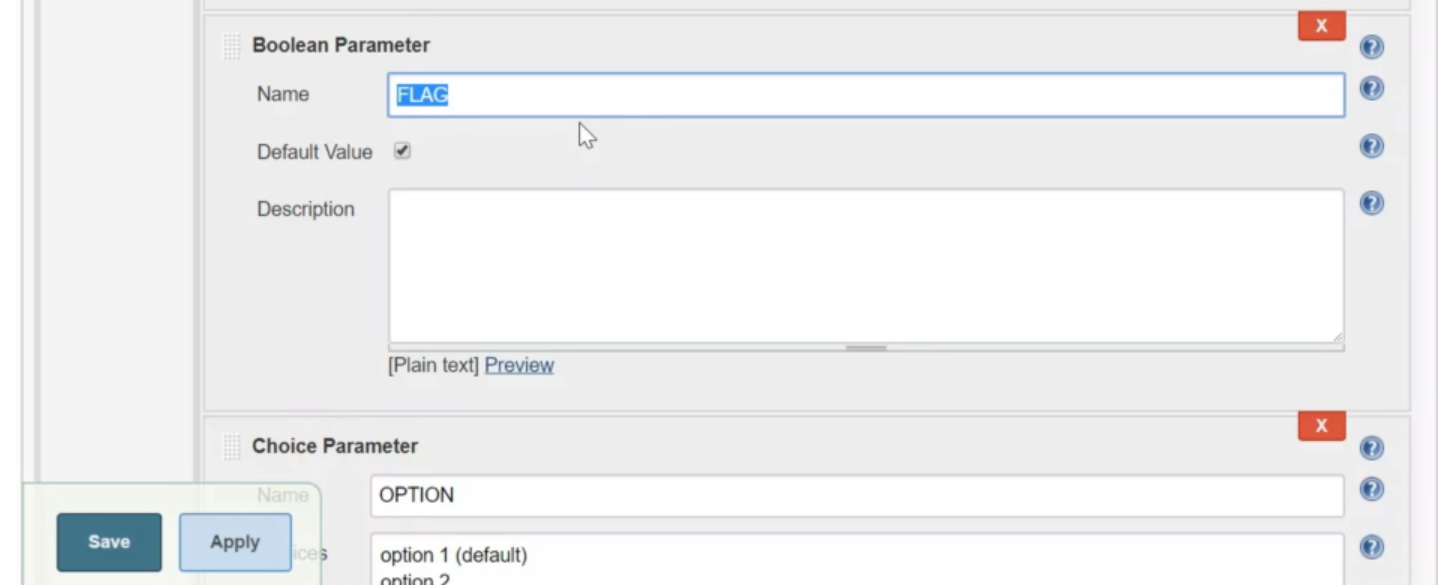 X
Boolean Parameter
Name FLAG
Default Value
Description
[Plain text] Preview
X
Choice Parameter
Name OPTION
Save Apply ices option 1 (default)
option 2